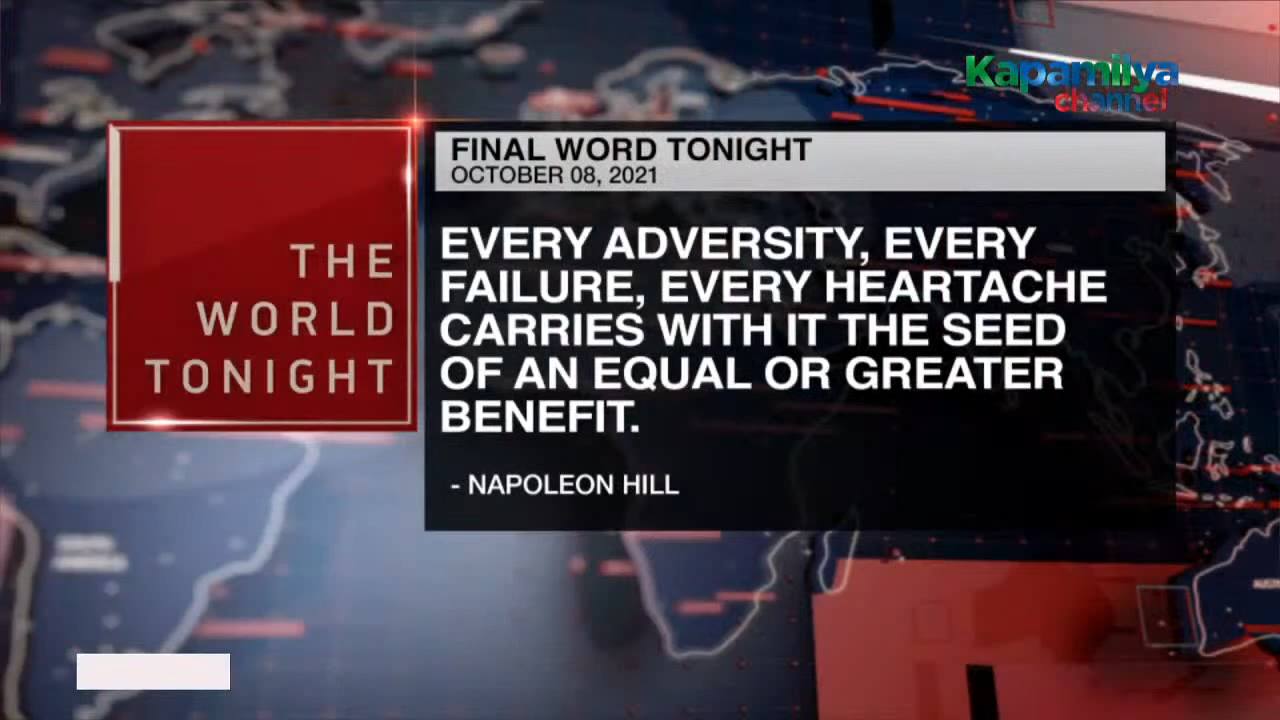 Kapamilya
channel
FINAL WORD TONIGHT
OCTOBER 08, 2021
THE
WORLD
TONIGHT
EVERY ADVERSITY, EVERY
FAILURE, EVERY HEARTACHE
CARRIES WITH IT THE SEED
OF AN EQUAL OR GREATER
BENEFIT.
- NAPOLEON HILL